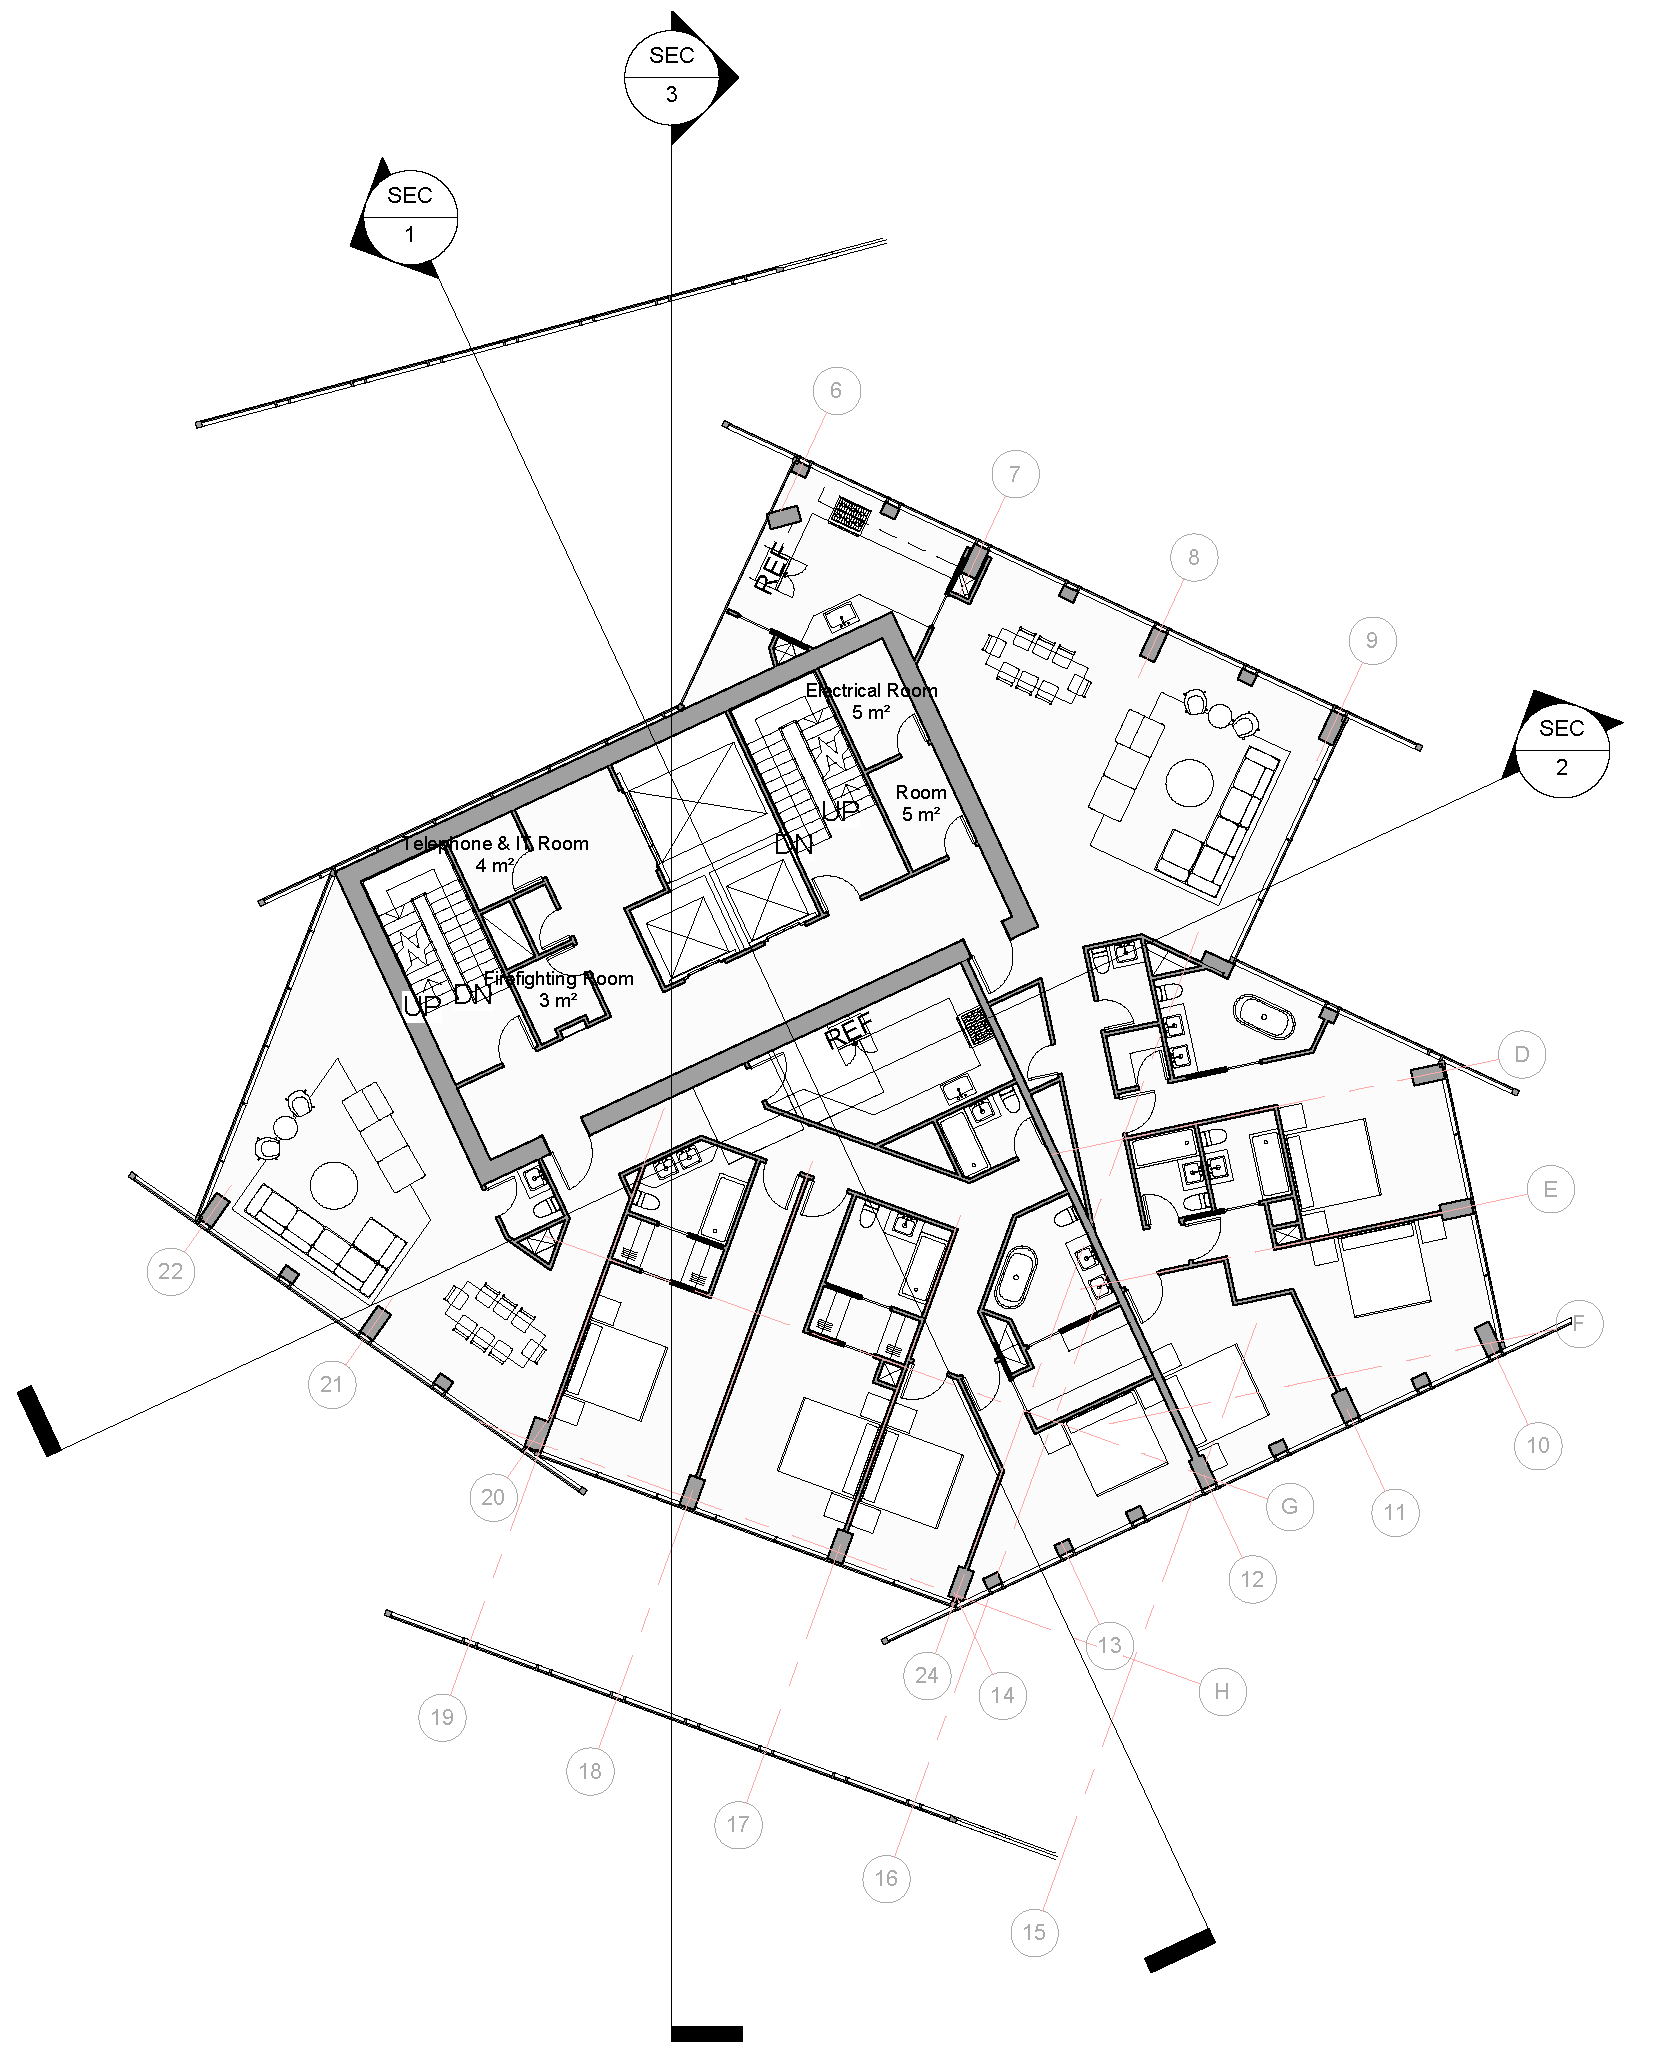 SEC
3
SEC
1
6
7
8
9
REF
SEC
2
Electrical Room
5 m²
Room
5 m²
UP
DN
Telephone & IT Room
4 m²
Firefighting Room
3 m²
UP
DN
REF
D
E
F
22
21
20
10
11
G
12
13
24
14
H
19
18
17
16
15